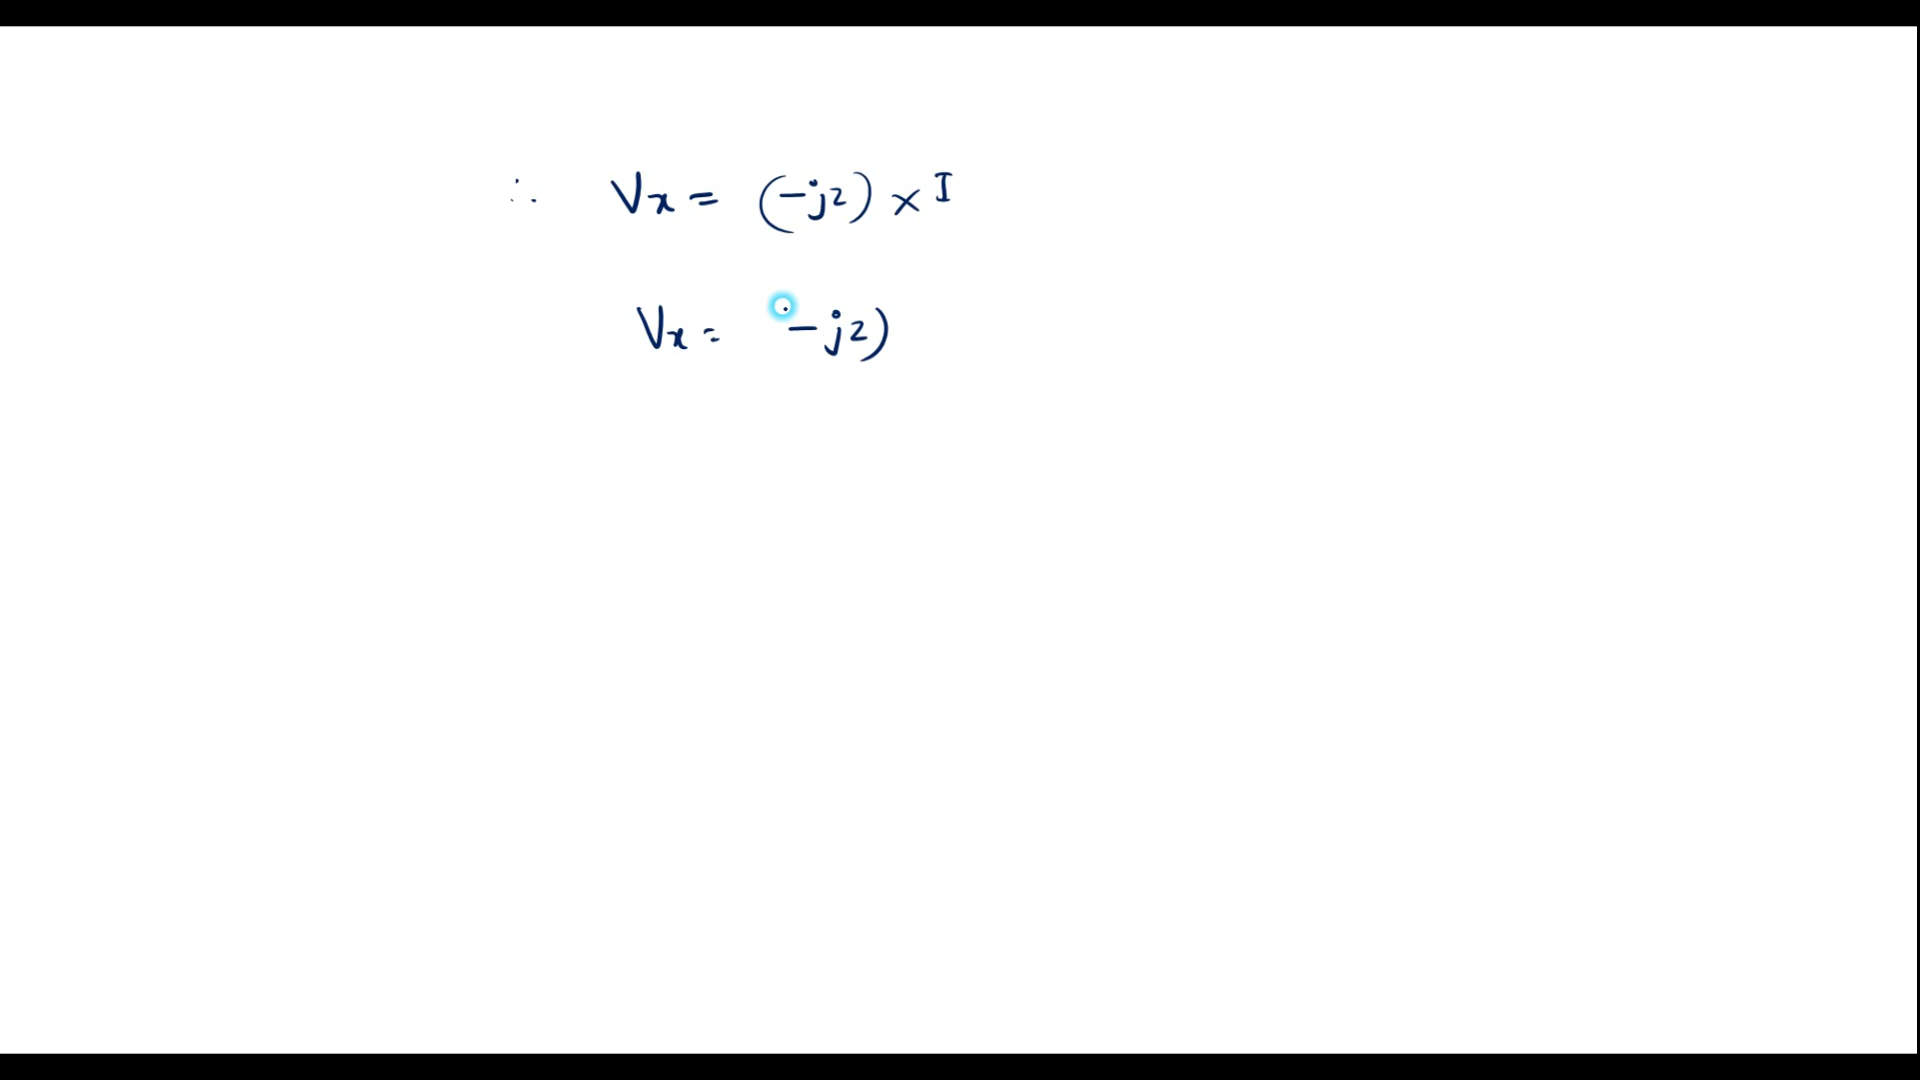 ∴ Vx = (-j2) × I
Vx = -j2)